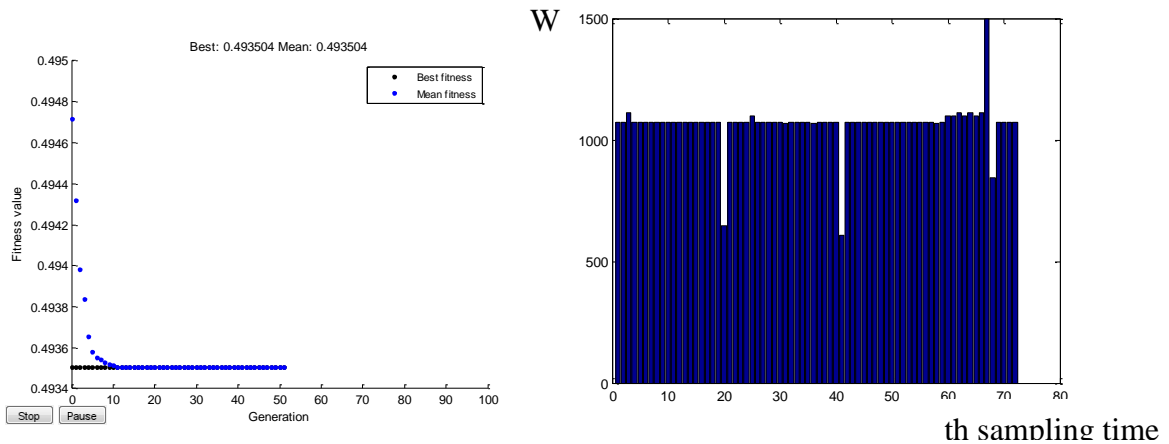 Best: 0.493504 Mean: 0.493504
0.495
0.4948
0.4946
0.4944
0.4942
0.494
0.4938
0.4936
0.4934
Fitness value
Best fitness
Mean fitness
0 10 20 30 40 50 60 70 80 90 100
Generation
Stop Pause
W
1500
1000
500
0
0 10 20 30 40 50 60 70 80
th sampling time